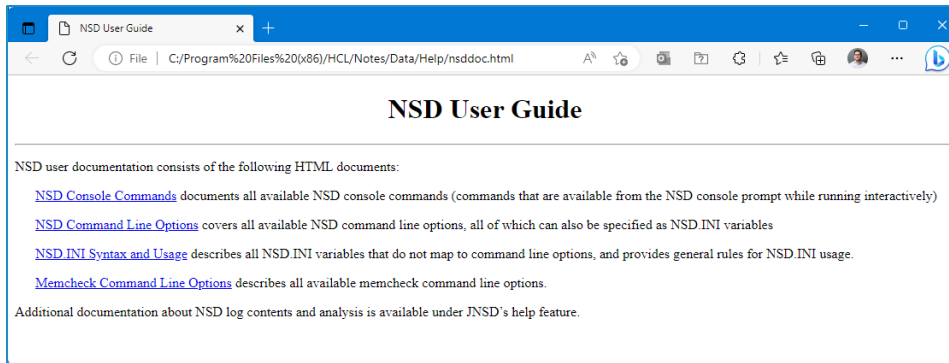 NSD User Guide
File | C:/Program%20Files%20(x86)/HCL/Notes/Data/Help/nsddoc.html
NSD User Guide
NSD user documentation consists of the following HTML documents:
NSD Console Commands documents all available NSD console commands (commands that are available from the NSD console prompt while running interactively)
NSD Command Line Options covers all available NSD command line options, all of which can also be specified as NSD.INI variables
NSD.INI Syntax and Usage describes all NSD.INI variables that do not map to command line options, and provides general rules for NSD.INI usage.
Memcheck Command Line Options describes all available memcheck command line options.
Additional documentation about NSD log contents and analysis is available under JNSD’s help feature.